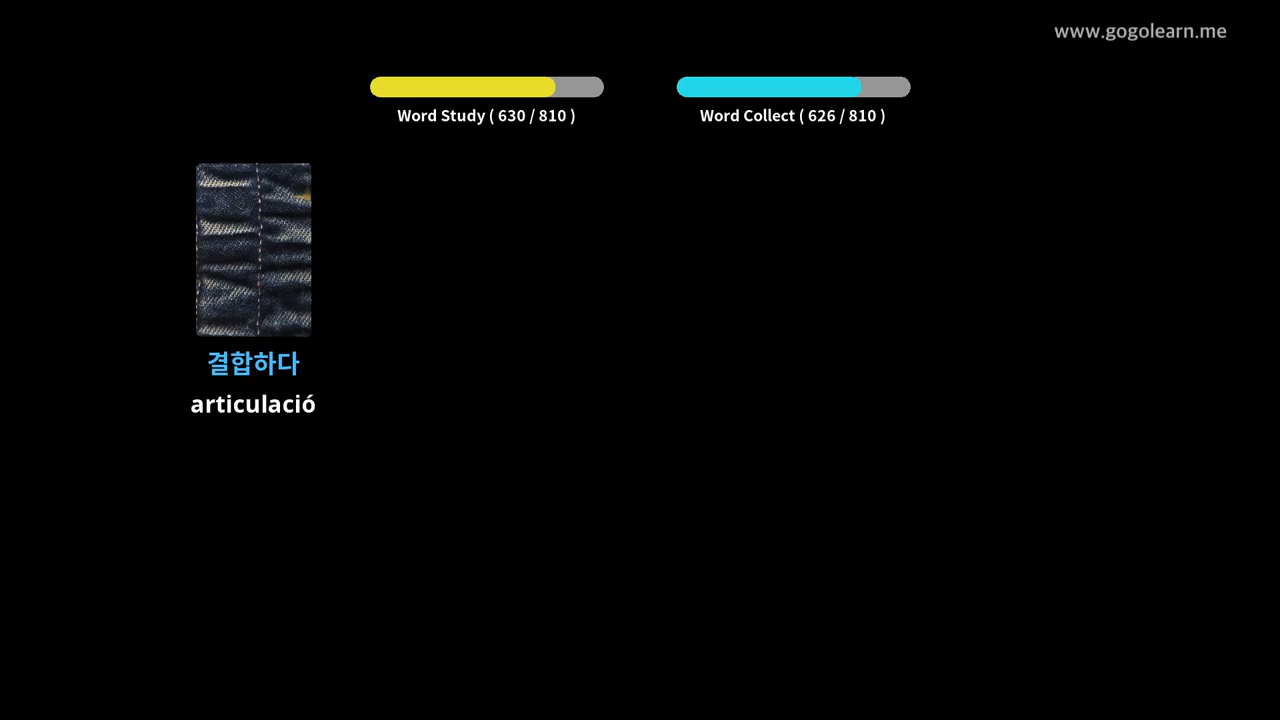 www.gogolearn.me
Word Study ( 630 / 810 )
Word Collect ( 626 / 810 )
결합하다
articulació